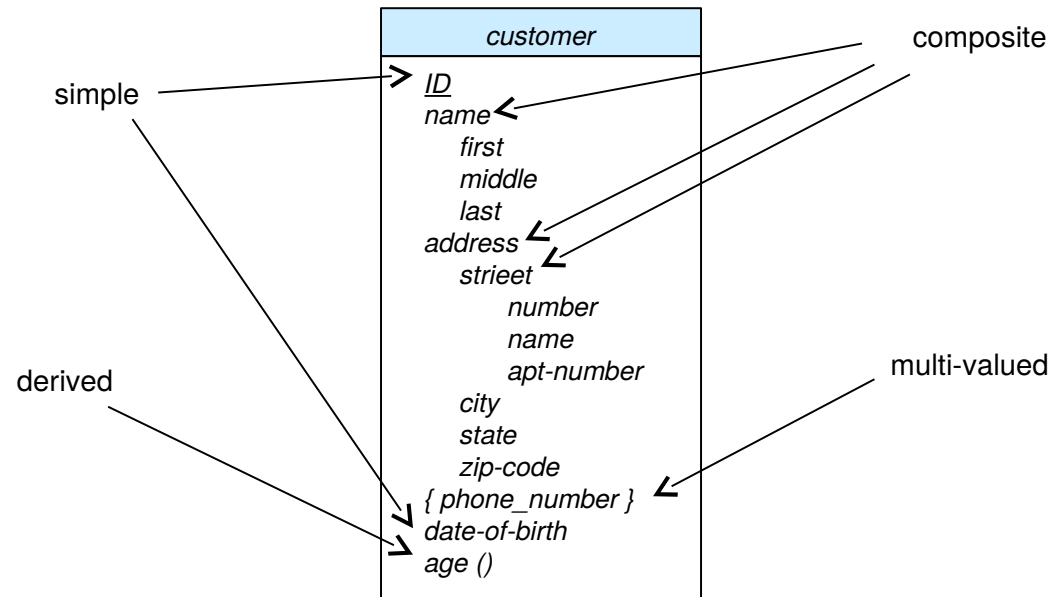 customer
composite
simple
ID
name
first
middle
last
address
strieet
number
name
apt-number
multi-valued
derived
city
state
zip-code
{ phone_number }
date-of-birth
age ()